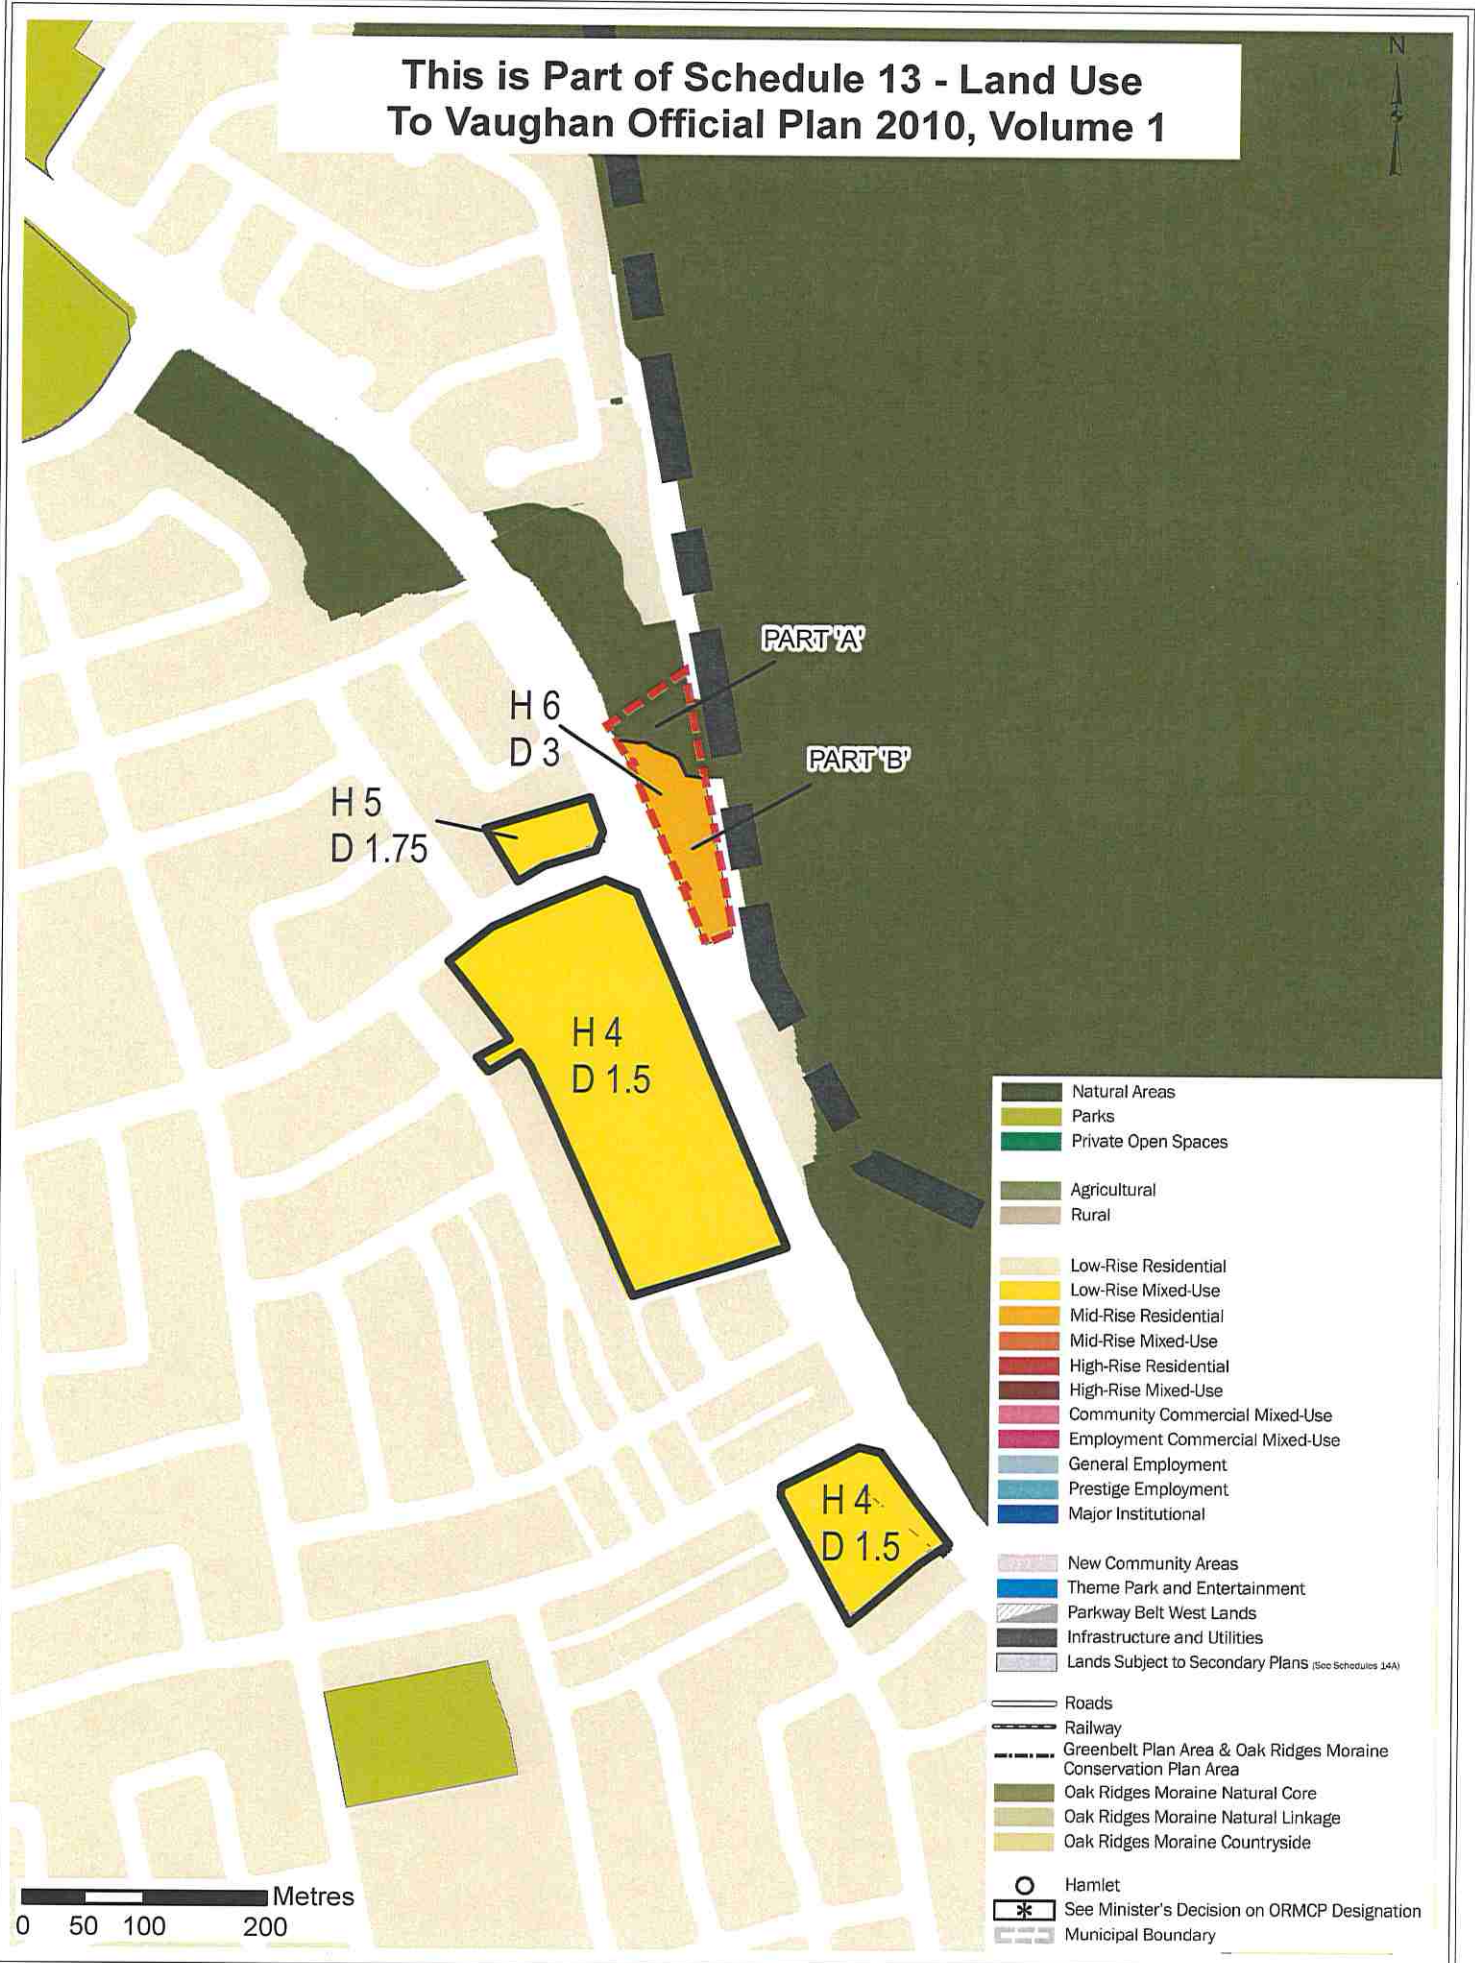 This is Part of Schedule 13 - Land Use
To Vaughan Official Plan 2010, Volume 1
N
PART 'A'
H 6
D 3
PART 'B'
H 5
D 1.75
H 4
D 1.5
H 4
D 1.5
Natural Areas
Parks
Private Open Spaces
Agricultural
Rural
Low-Rise Residential
Low-Rise Mixed-Use
Mid-Rise Residential
Mid-Rise Mixed-Use
High-Rise Residential
High-Rise Mixed-Use
Community Commercial Mixed-Use
Employment Commercial Mixed-Use
General Employment
Prestige Employment
Major Institutional
New Community Areas
Theme Park and Entertainment
Parkway Belt West Lands
Infrastructure and Utilities
Lands Subject to Secondary Plans (See Schedules 14A)
Roads
Railway
Greenbelt Plan Area & Oak Ridges Moraine
Conservation Plan Area
Oak Ridges Moraine Natural Core
Oak Ridges Moraine Natural Linkage
Oak Ridges Moraine Countryside
Hamlet
See Minister's Decision on ORMCP Designation
Municipal Boundary
Metres
0 50 100 200